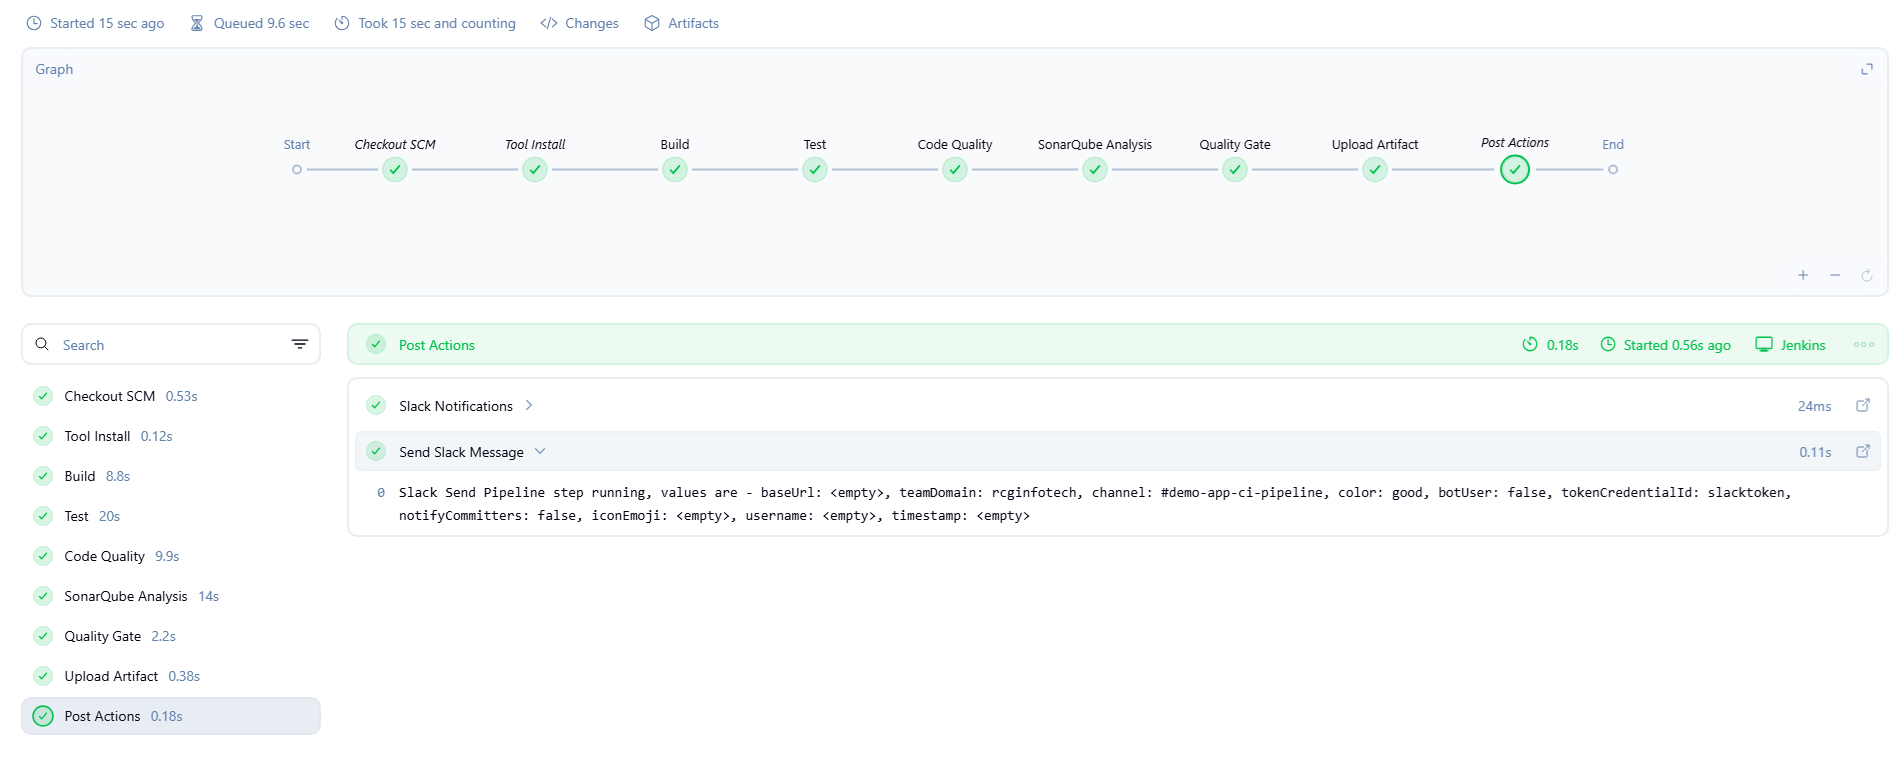 Started 15 sec ago Queued 9.6 sec Took 15 sec and counting Changes Artifacts
Graph
Start Checkout SCM Tool Install Build Test Code Quality SonarQube Analysis Quality Gate Upload Artifact Post Actions End
Search
Checkout SCM 0.53s
Tool Install 0.12s
Build 8.8s
Test 20s
Code Quality 9.9s
SonarQube Analysis 14s
Quality Gate 2.2s
Upload Artifact 0.38s
Post Actions 0.18s
Post Actions 0.18s Started 0.56s ago Jenkins
Slack Notifications 24ms
Send Slack Message 0.11s
0 Slack Send Pipeline step running, values are - baseUrl: <empty>, teamDomain: rcginfotech, channel: #demo-app-ci-pipeline, color: good, botUser: false, tokenCredentialId: slacktoken,
notifyCommitters: false, iconEmoji: <empty>, username: <empty>, timestamp: <empty>